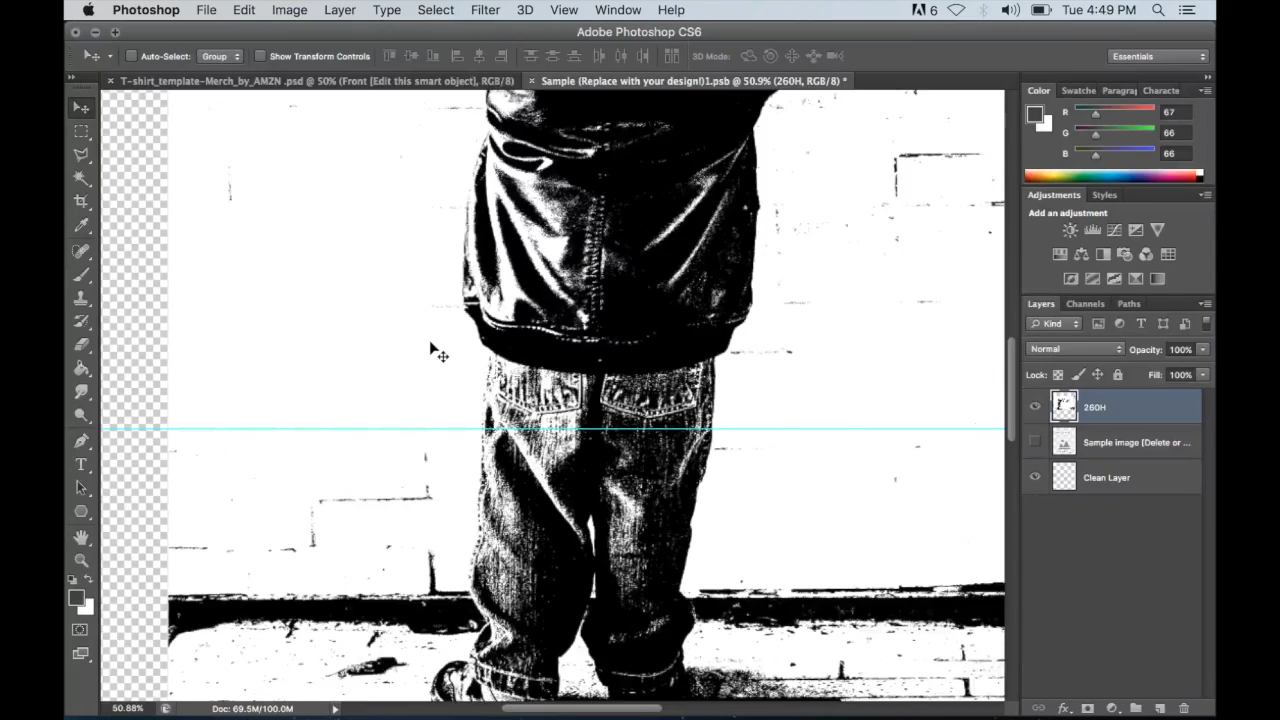 Photoshop File Edit Image Layer Type Select Filter 3D View Window Help 6 Tue 4:49 PM
Adobe Photoshop CS6
Auto-Select: Group Show Transform Controls 3D Mode: Essentials
T-shirt_template-Merch_by_AMZN .psd @ 50% (Front [Edit this smart object], RGB/8)
Sample (Replace with your design!)1.psb @ 50.9% (260H, RGB/8) *
Color Swatche Paragra Characte
R 67
G 66
B 66
Adjustments Styles
Add an adjustment
Layers Channels Paths
Kind
Normal Opacity: 100%
Lock: Fill: 100%
260H
Sample image [Delete or ...
Clean Layer
50.88% Doc: 69.5M/100.0M